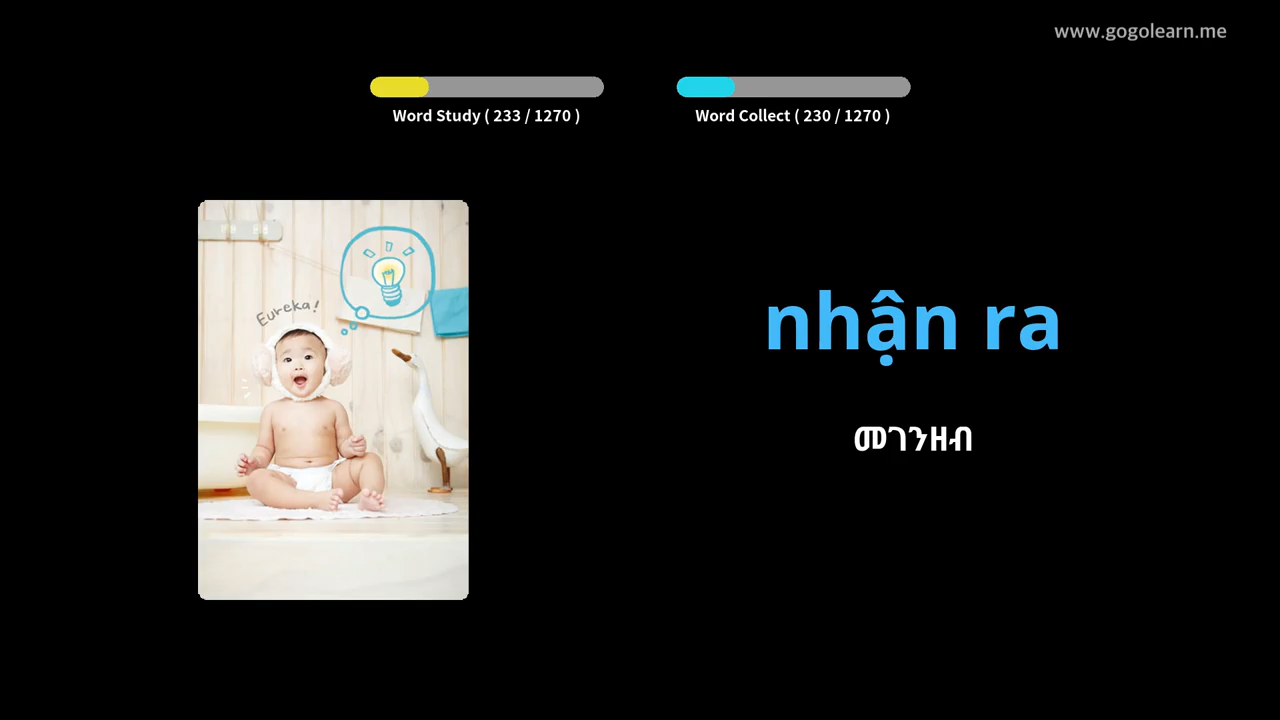 www.gogolearn.me
Word Study ( 233 / 1270 )
Word Collect ( 230 / 1270 )
Eureka!
nhận ra
መገንዘብ